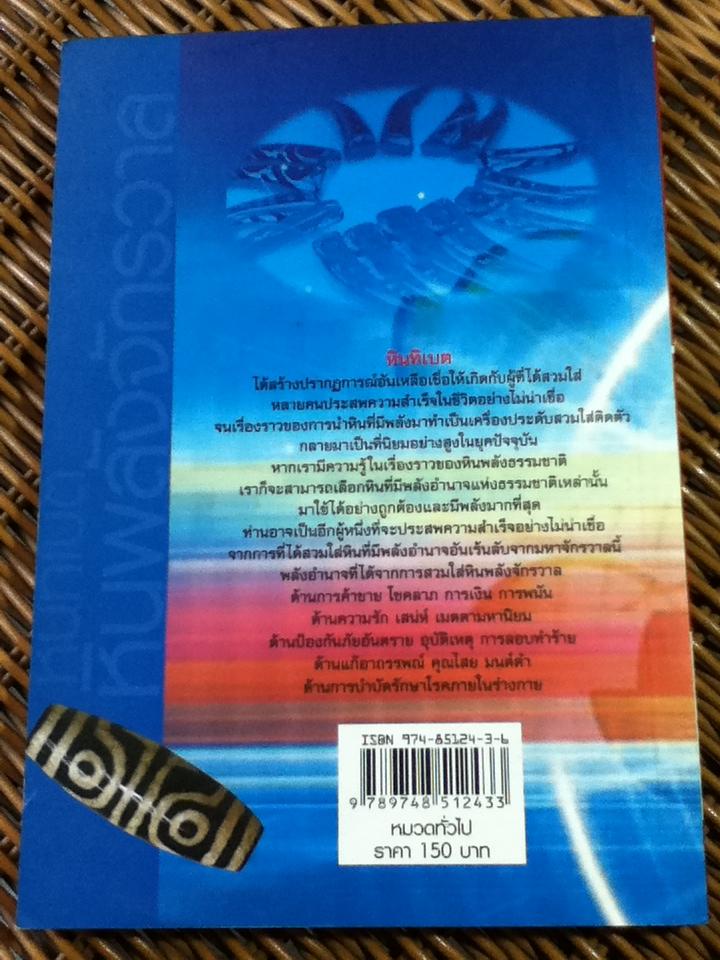 หินพลังจักรวาล
หินทิเบต
ได้สร้างปรากฏการณ์อันเหลือเชื่อให้เกิดกับผู้ที่ได้สวมใส่
หลายคนประสพความสำเร็จในชีวิตอย่างไม่น่าเชื่อ
จนเรื่องราวของการนำหินที่มีพลังมาทำเป็นเครื่องประดับสวมใส่ติดตัว
กลายมาเป็นที่นิยมอย่างสูงในยุคปัจจุบัน
หากเรามีความรู้ในเรื่องราวของหินพลังธรรมชาติ
เราก็จะสามารถเลือกหินที่มีพลังอำนาจแห่งธรรมชาติเหล่านั้น
มาใช้ได้อย่างถูกต้องและมีพลังมากที่สุด
ท่านอาจเป็นอีกผู้หนึ่งที่จะประสพความสำเร็จอย่างไม่น่าเชื่อ
จากการที่ได้สวมใส่หินที่มีพลังอำนาจอันเร้นลับจากมหาจักรวาลนี้
พลังอำนาจที่ได้จากการสวมใส่หินพลังจักรวาล
ด้านการค้าขาย โชคลาภ การเงิน การพนัน
ด้านความรัก เสน่ห์ เมตตามหานิยม
ด้านป้องกันภัยอันตราย อุบัติเหตุ การลอบทำร้าย
ด้านแก้อาถรรพณ์ คุณไสย มนต์ดำ
ด้านการบำบัดรักษาโรคภายในร่างกาย
ISBN 974-85124-3-6
9 789748 512433
หมวดทั่วไป
ราคา 150 บาท